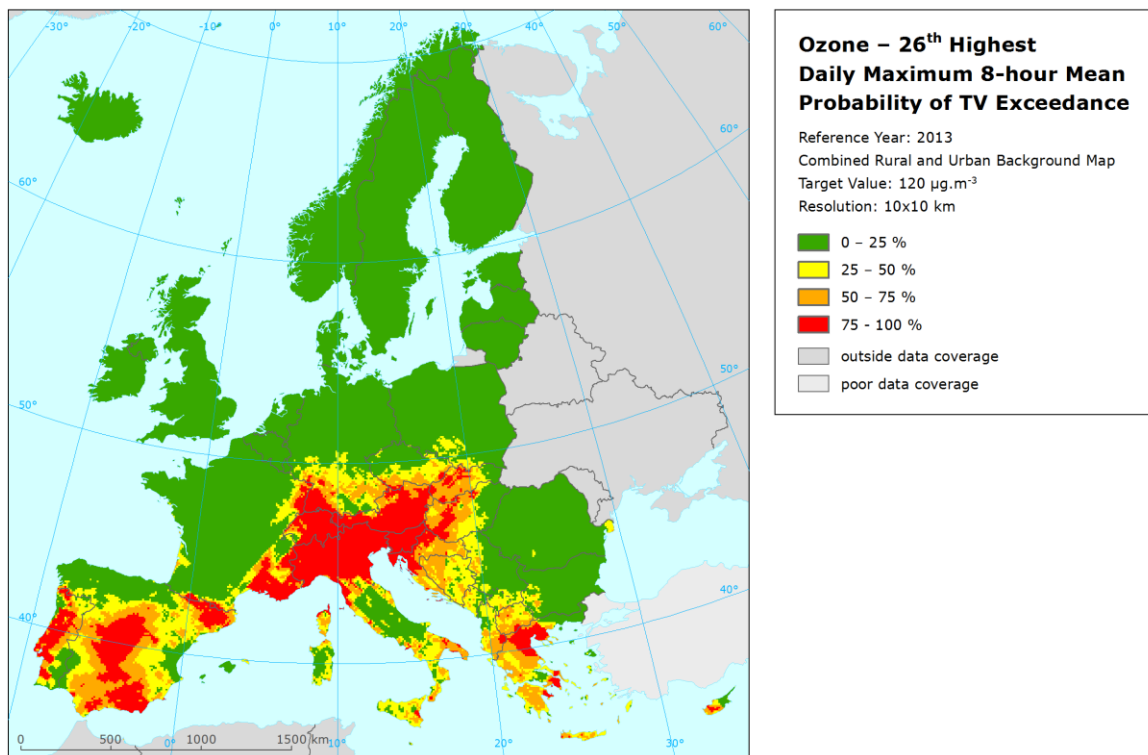 -30° -20° -10° 0° 10° 20° 30° 40° 50° 60°
60°
50°
40°
60°
50°
40°
0 500 1000 1500 km
0° 10° 20° 30°
Ozone – 26th Highest
Daily Maximum 8-hour Mean
Probability of TV Exceedance
Reference Year: 2013
Combined Rural and Urban Background Map
Target Value: 120 µg.m-3
Resolution: 10x10 km
0 – 25 %
25 – 50 %
50 – 75 %
75 - 100 %
outside data coverage
poor data coverage